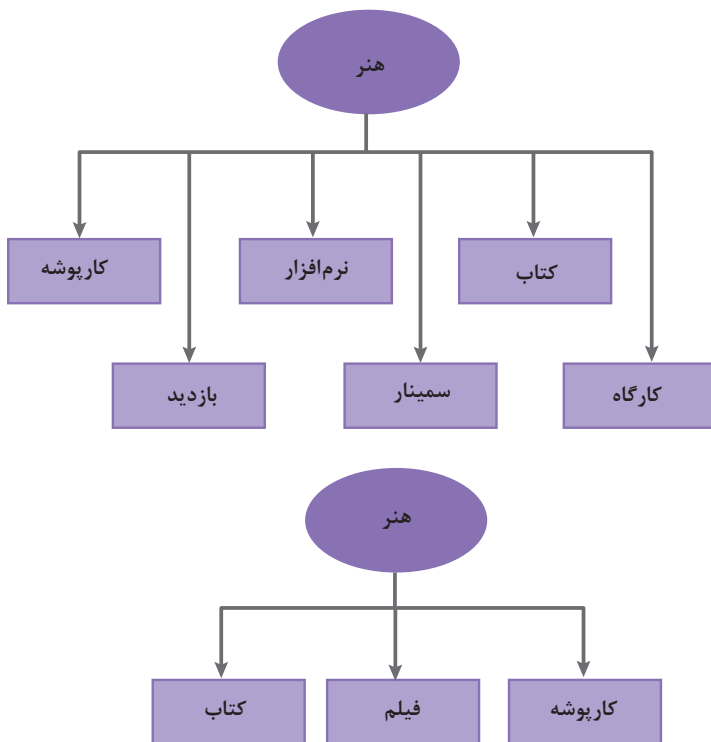 هنر
کتاب
نرم‌افزار
کارپوشه
کارگاه
سمینار
بازدید
هنر
کارپوشه
فیلم
کتاب